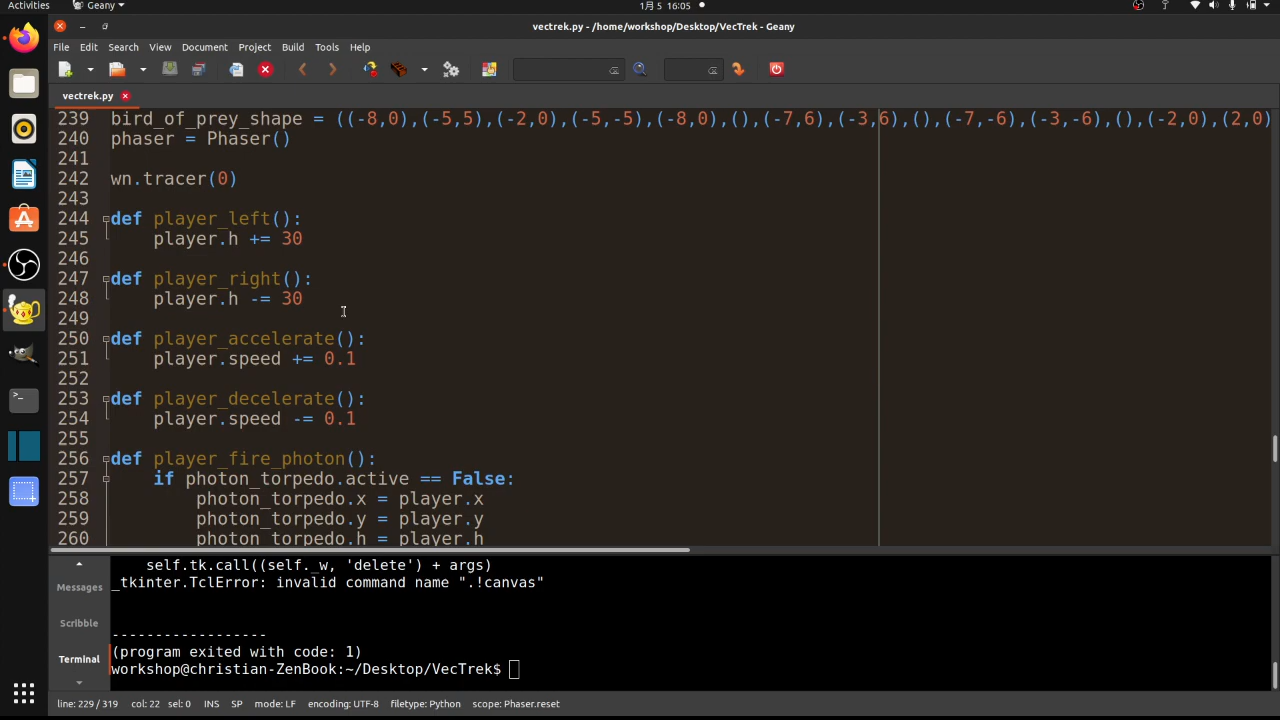 Activities
Geany
1月 5 16:05
vectrek.py - /home/workshop/Desktop/VecTrek - Geany
File Edit Search View Document Project Build Tools Help
vectrek.py
239 bird_of_prey_shape = ((-8,0),(-5,5),(-2,0),(-5,-5),(-8,0),(),(-7,6),(-3,6),(),(-7,-6),(-3,-6),(),(-2,0),(2,0)
240 phaser = Phaser()
241
242 wn.tracer(0)
243
244 def player_left():
245     player.h += 30
246
247 def player_right():
248     player.h -= 30
249
250 def player_accelerate():
251     player.speed += 0.1
252
253 def player_decelerate():
254     player.speed -= 0.1
255
256 def player_fire_photon():
257     if photon_torpedo.active == False:
258         photon_torpedo.x = player.x
259         photon_torpedo.y = player.y
260         photon_torpedo.h = player.h
Messages
Scribble
Terminal
self.tk.call((self._w, 'delete') + args)
_tkinter.TclError: invalid command name ".!canvas"
------------------
(program exited with code: 1)
workshop@christian-ZenBook:~/Desktop/VecTrek$
line: 229 / 319 col: 22 sel: 0 INS SP mode: LF encoding: UTF-8 filetype: Python scope: Phaser.reset